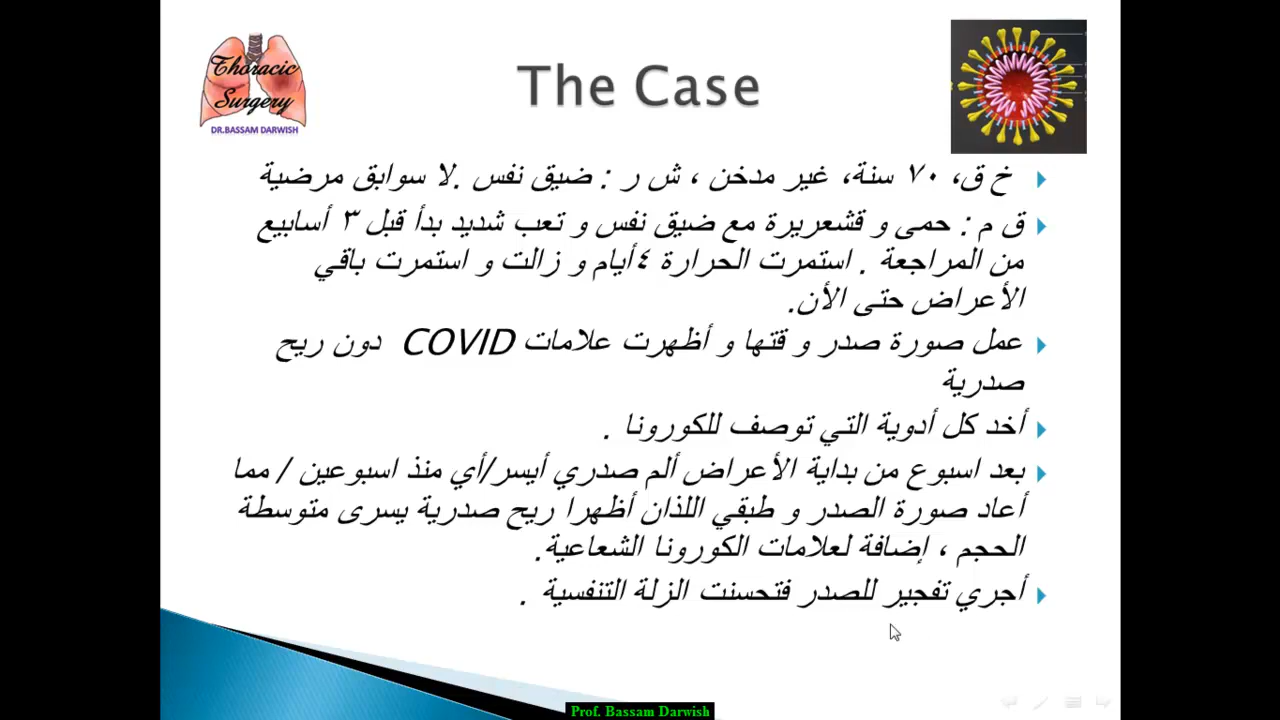 Thoracic
Surgery
DR.BASSAM DARWISH
The Case
خ ق، ٧٠ سنة، غير مدخن ، ش ر : ضيق نفس .لا سوابق مرضية
ق م : حمى و قشعريرة مع ضيق نفس و تعب شديد بدأ قبل ٣ أسابيع
من المراجعة . استمرت الحرارة ٤أيام و زالت و استمرت باقي
الأعراض حتى الأن.
عمل صورة صدر و قتها و أظهرت علامات COVID دون ريح
صدرية
أخد كل أدوية التي توصف للكورونا .
بعد اسبوع من بداية الأعراض ألم صدري أيسر/أي منذ اسبوعين / مما
أعاد صورة الصدر و طبقي اللذان أظهرا ريح صدرية يسرى متوسطة
الحجم ، إضافة لعلامات الكورونا الشعاعية.
أجري تفجير للصدر فتحسنت الزلة التنفسية .
Prof. Bassam Darwish